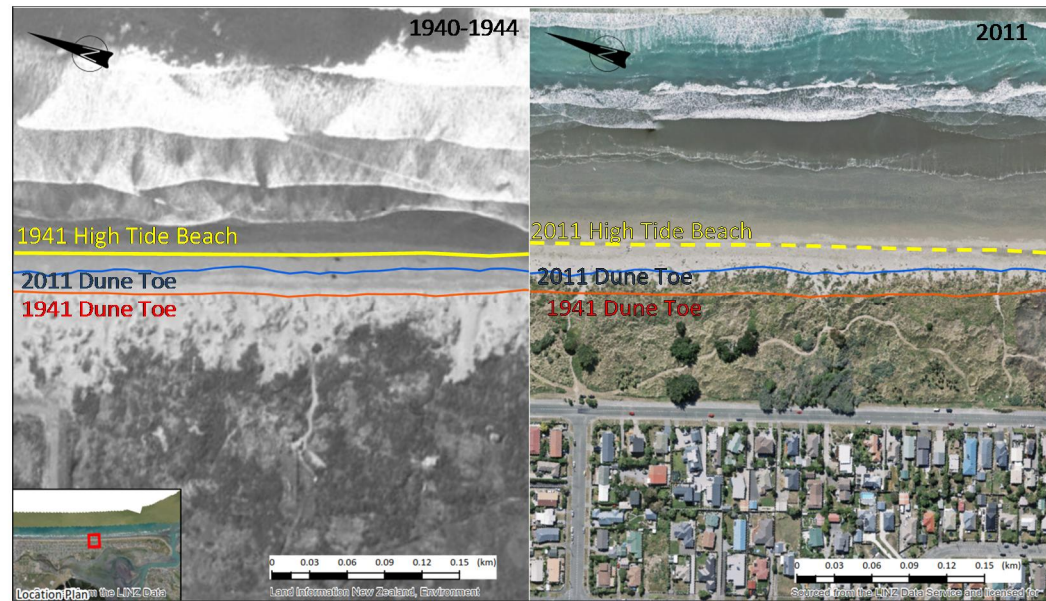 1940-1944
N
1941 High Tide Beach
2011 Dune Toe
1941 Dune Toe
0 0.03 0.06 0.09 0.12 0.15 (km)
Land Information New Zealand, Environment
Location Plan
the LINZ Data
2011
N
2011 High Tide Beach
2011 Dune Toe
1941 Dune Toe
0 0.03 0.06 0.09 0.12 0.15 (km)
Sourced from the LINZ Data Service and licensed for